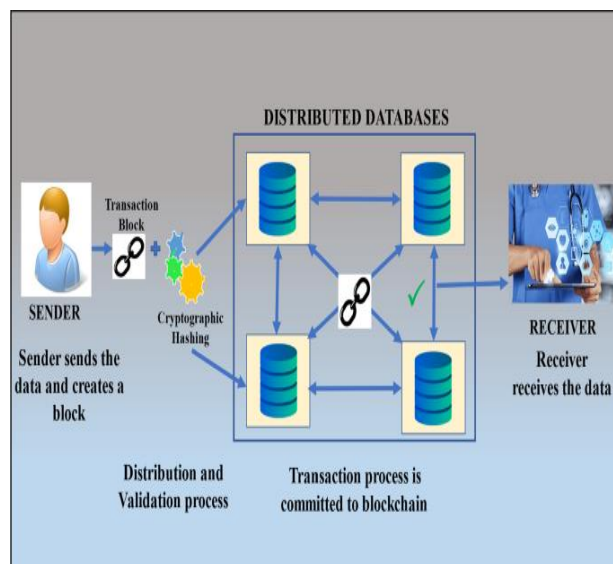 DISTRIBUTED DATABASES
Transaction
Block
SENDER
Cryptographic
Hashing
RECEIVER
Sender sends the
data and creates a
block
Receiver
receives the data
Distribution and
Validation process
Transaction process is
committed to blockchain